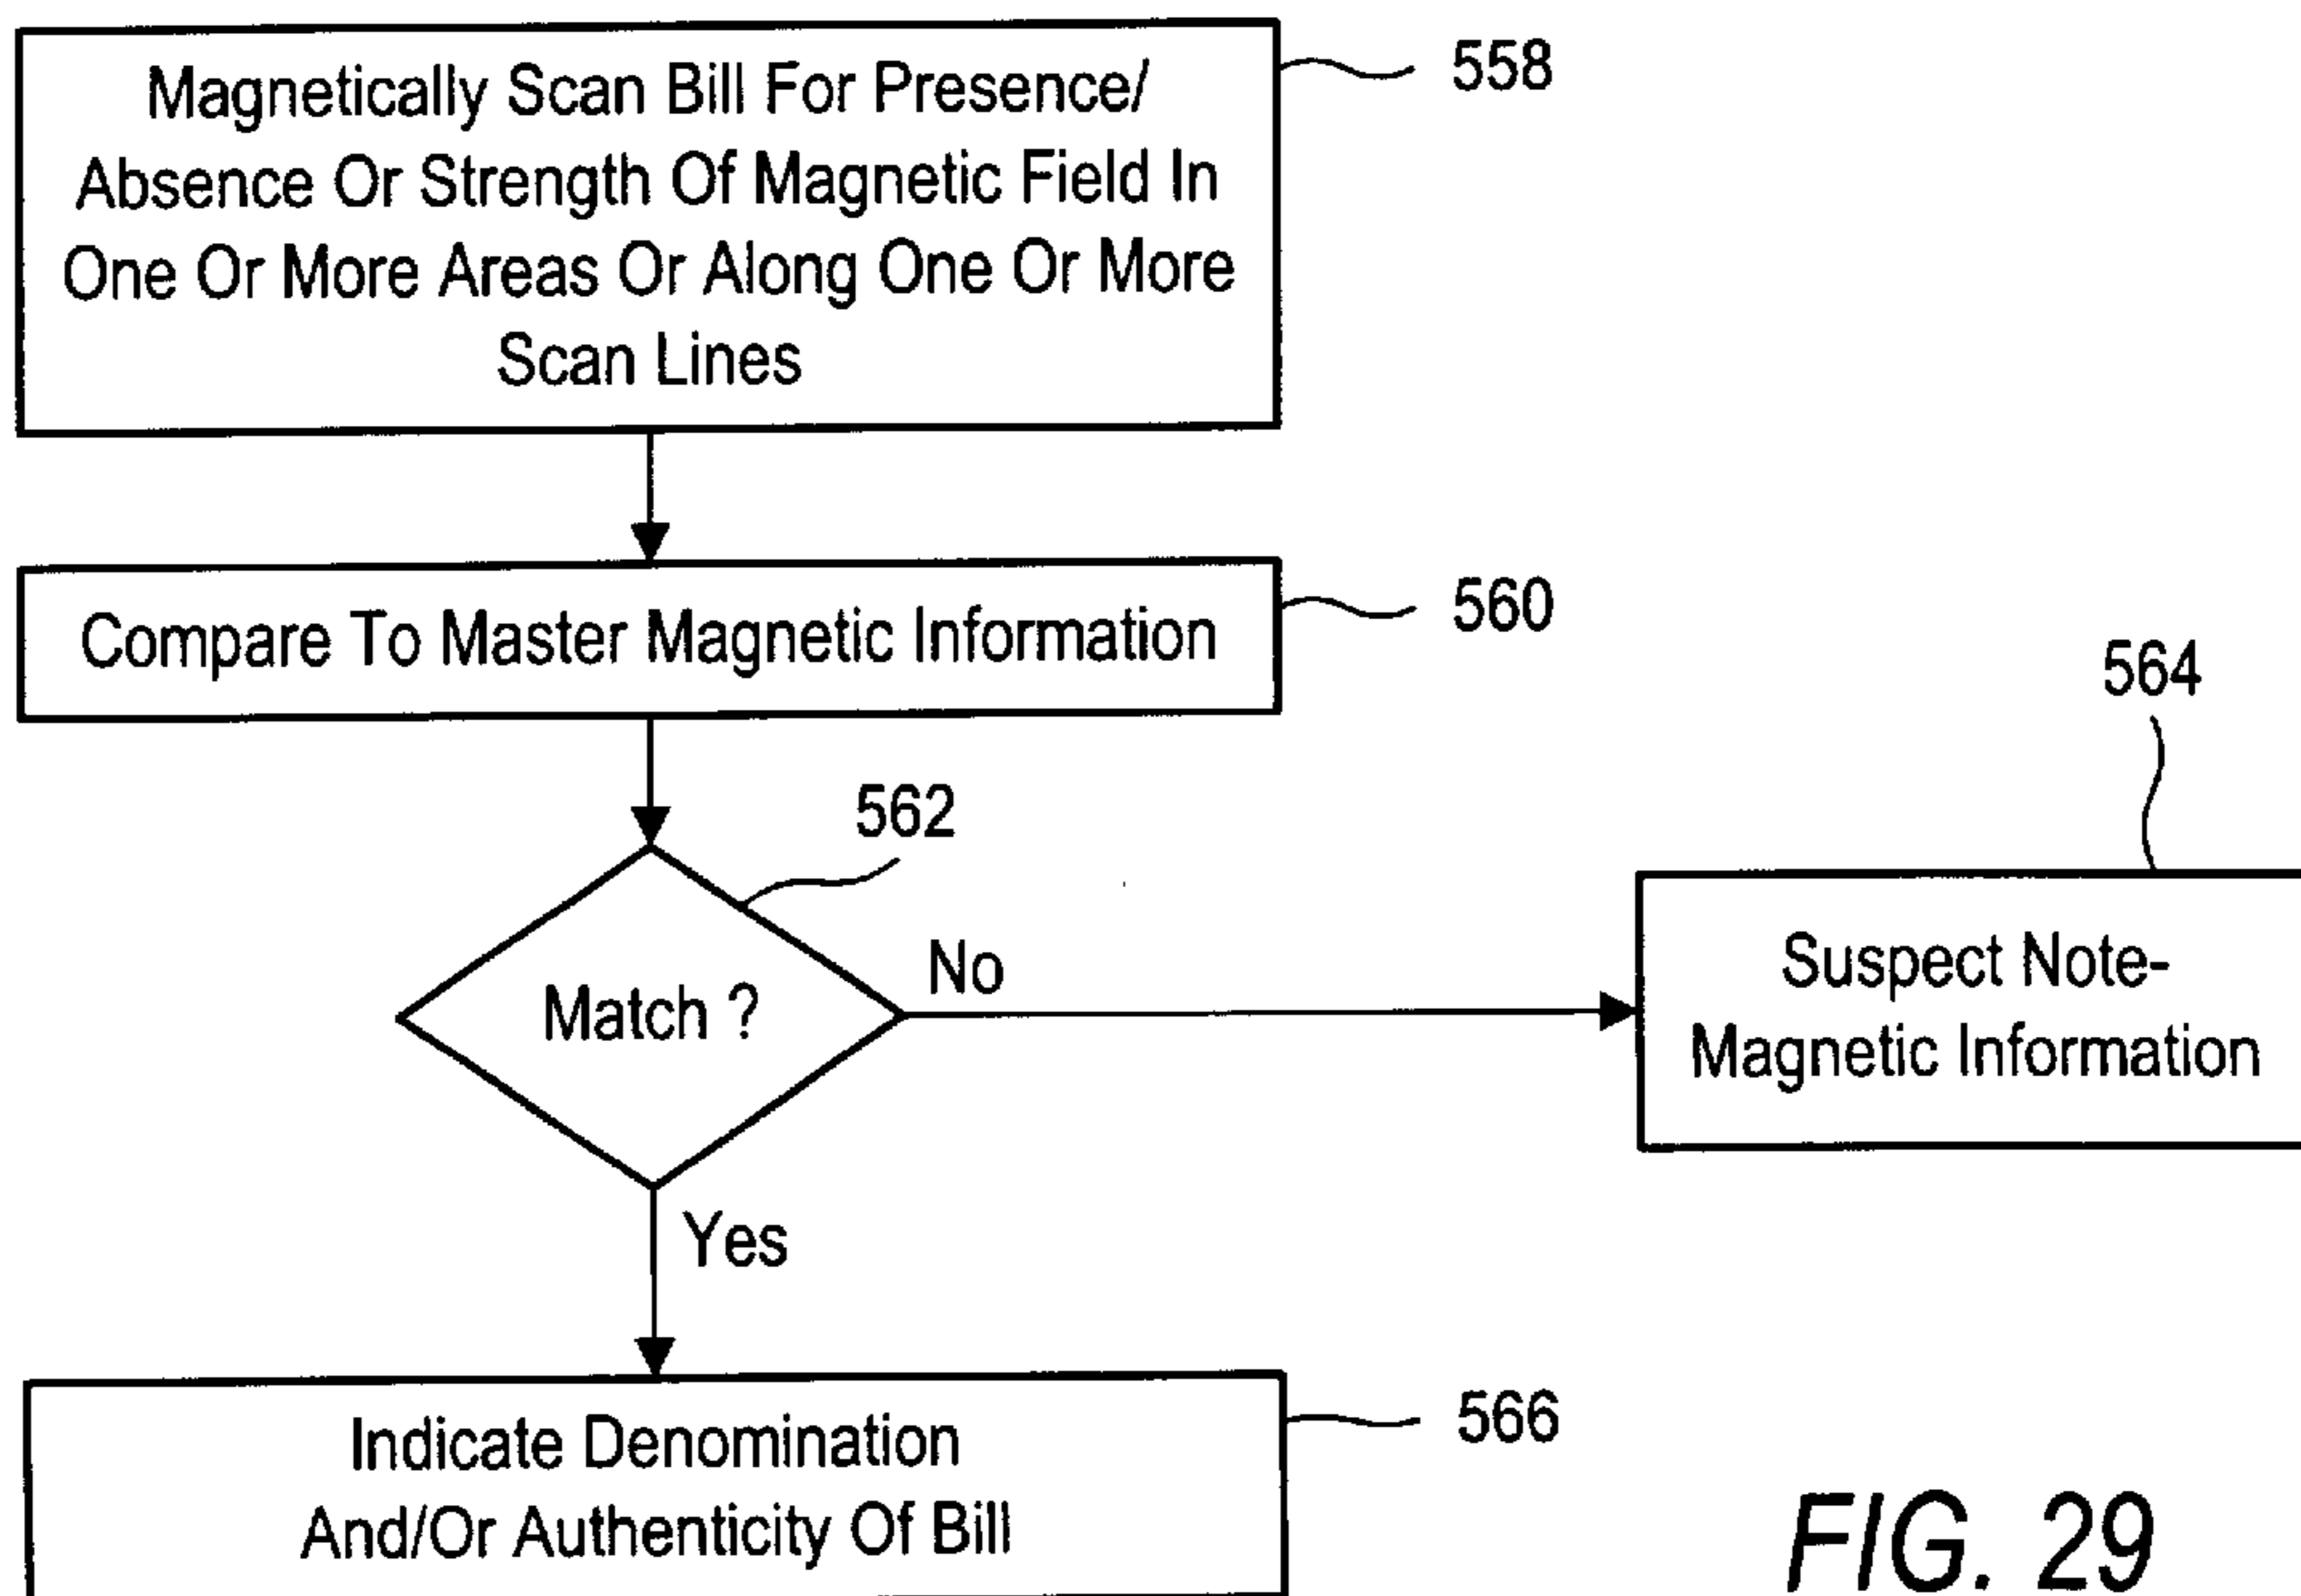 Magnetically Scan Bill For Presence/
Absence Or Strength Of Magnetic Field In
One Or More Areas Or Along One Or More
Scan Lines
558
Compare To Master Magnetic Information
560
562
Match ?
No
564
Suspect Note-
Magnetic Information
Yes
Indicate Denomination
And/Or Authenticity Of Bill
566
FIG. 29